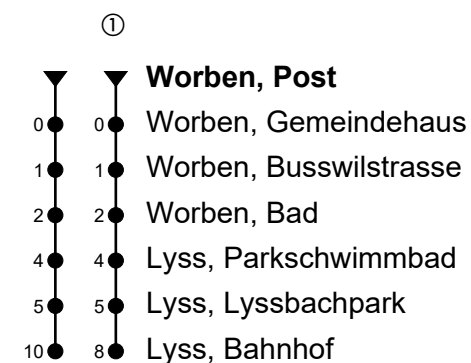 ①
Worben, Post
0 0 Worben, Gemeindehaus
1 1 Worben, Busswilstrasse
2 2 Worben, Bad
4 4 Lyss, Parkschwimmbad
5 5 Lyss, Lyssbachpark
10 8 Lyss, Bahnhof